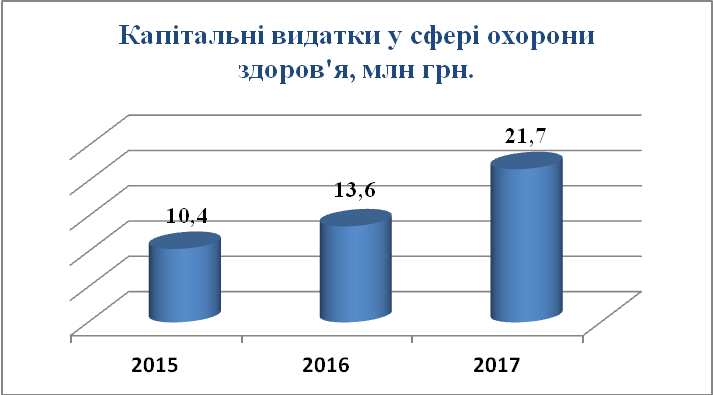 Капітальні видатки у сфері охорони
здоров'я, млн грн.
21,7
13,6
10,4
2015 2016 2017